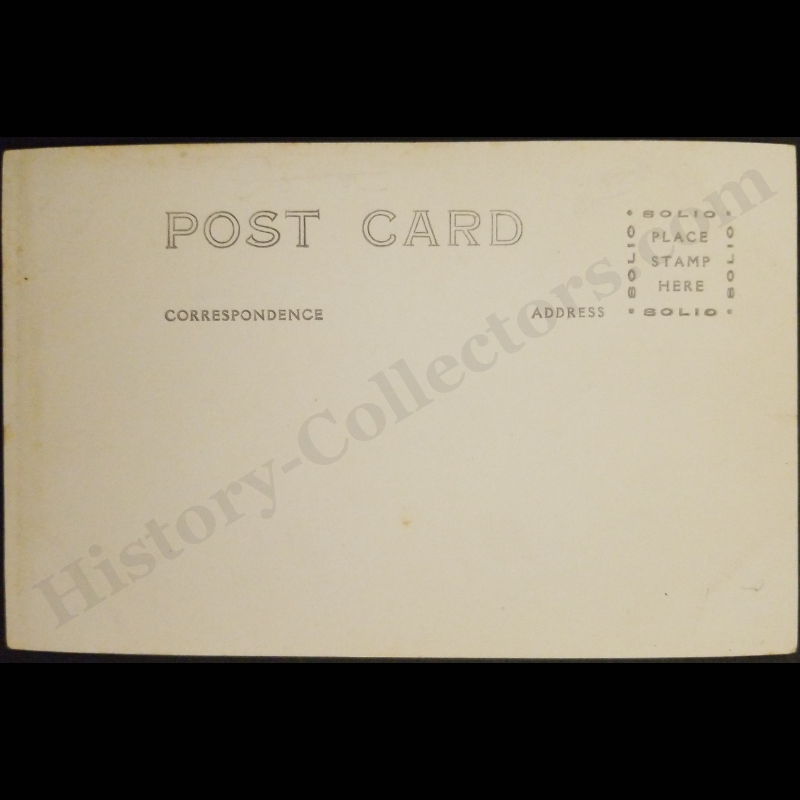 POST CARD
CORRESPONDENCE
ADDRESS
SOLIO
SOLIO
PLACE
STAMP
HERE
SOLIO
SOLIO
History-Collectors.com